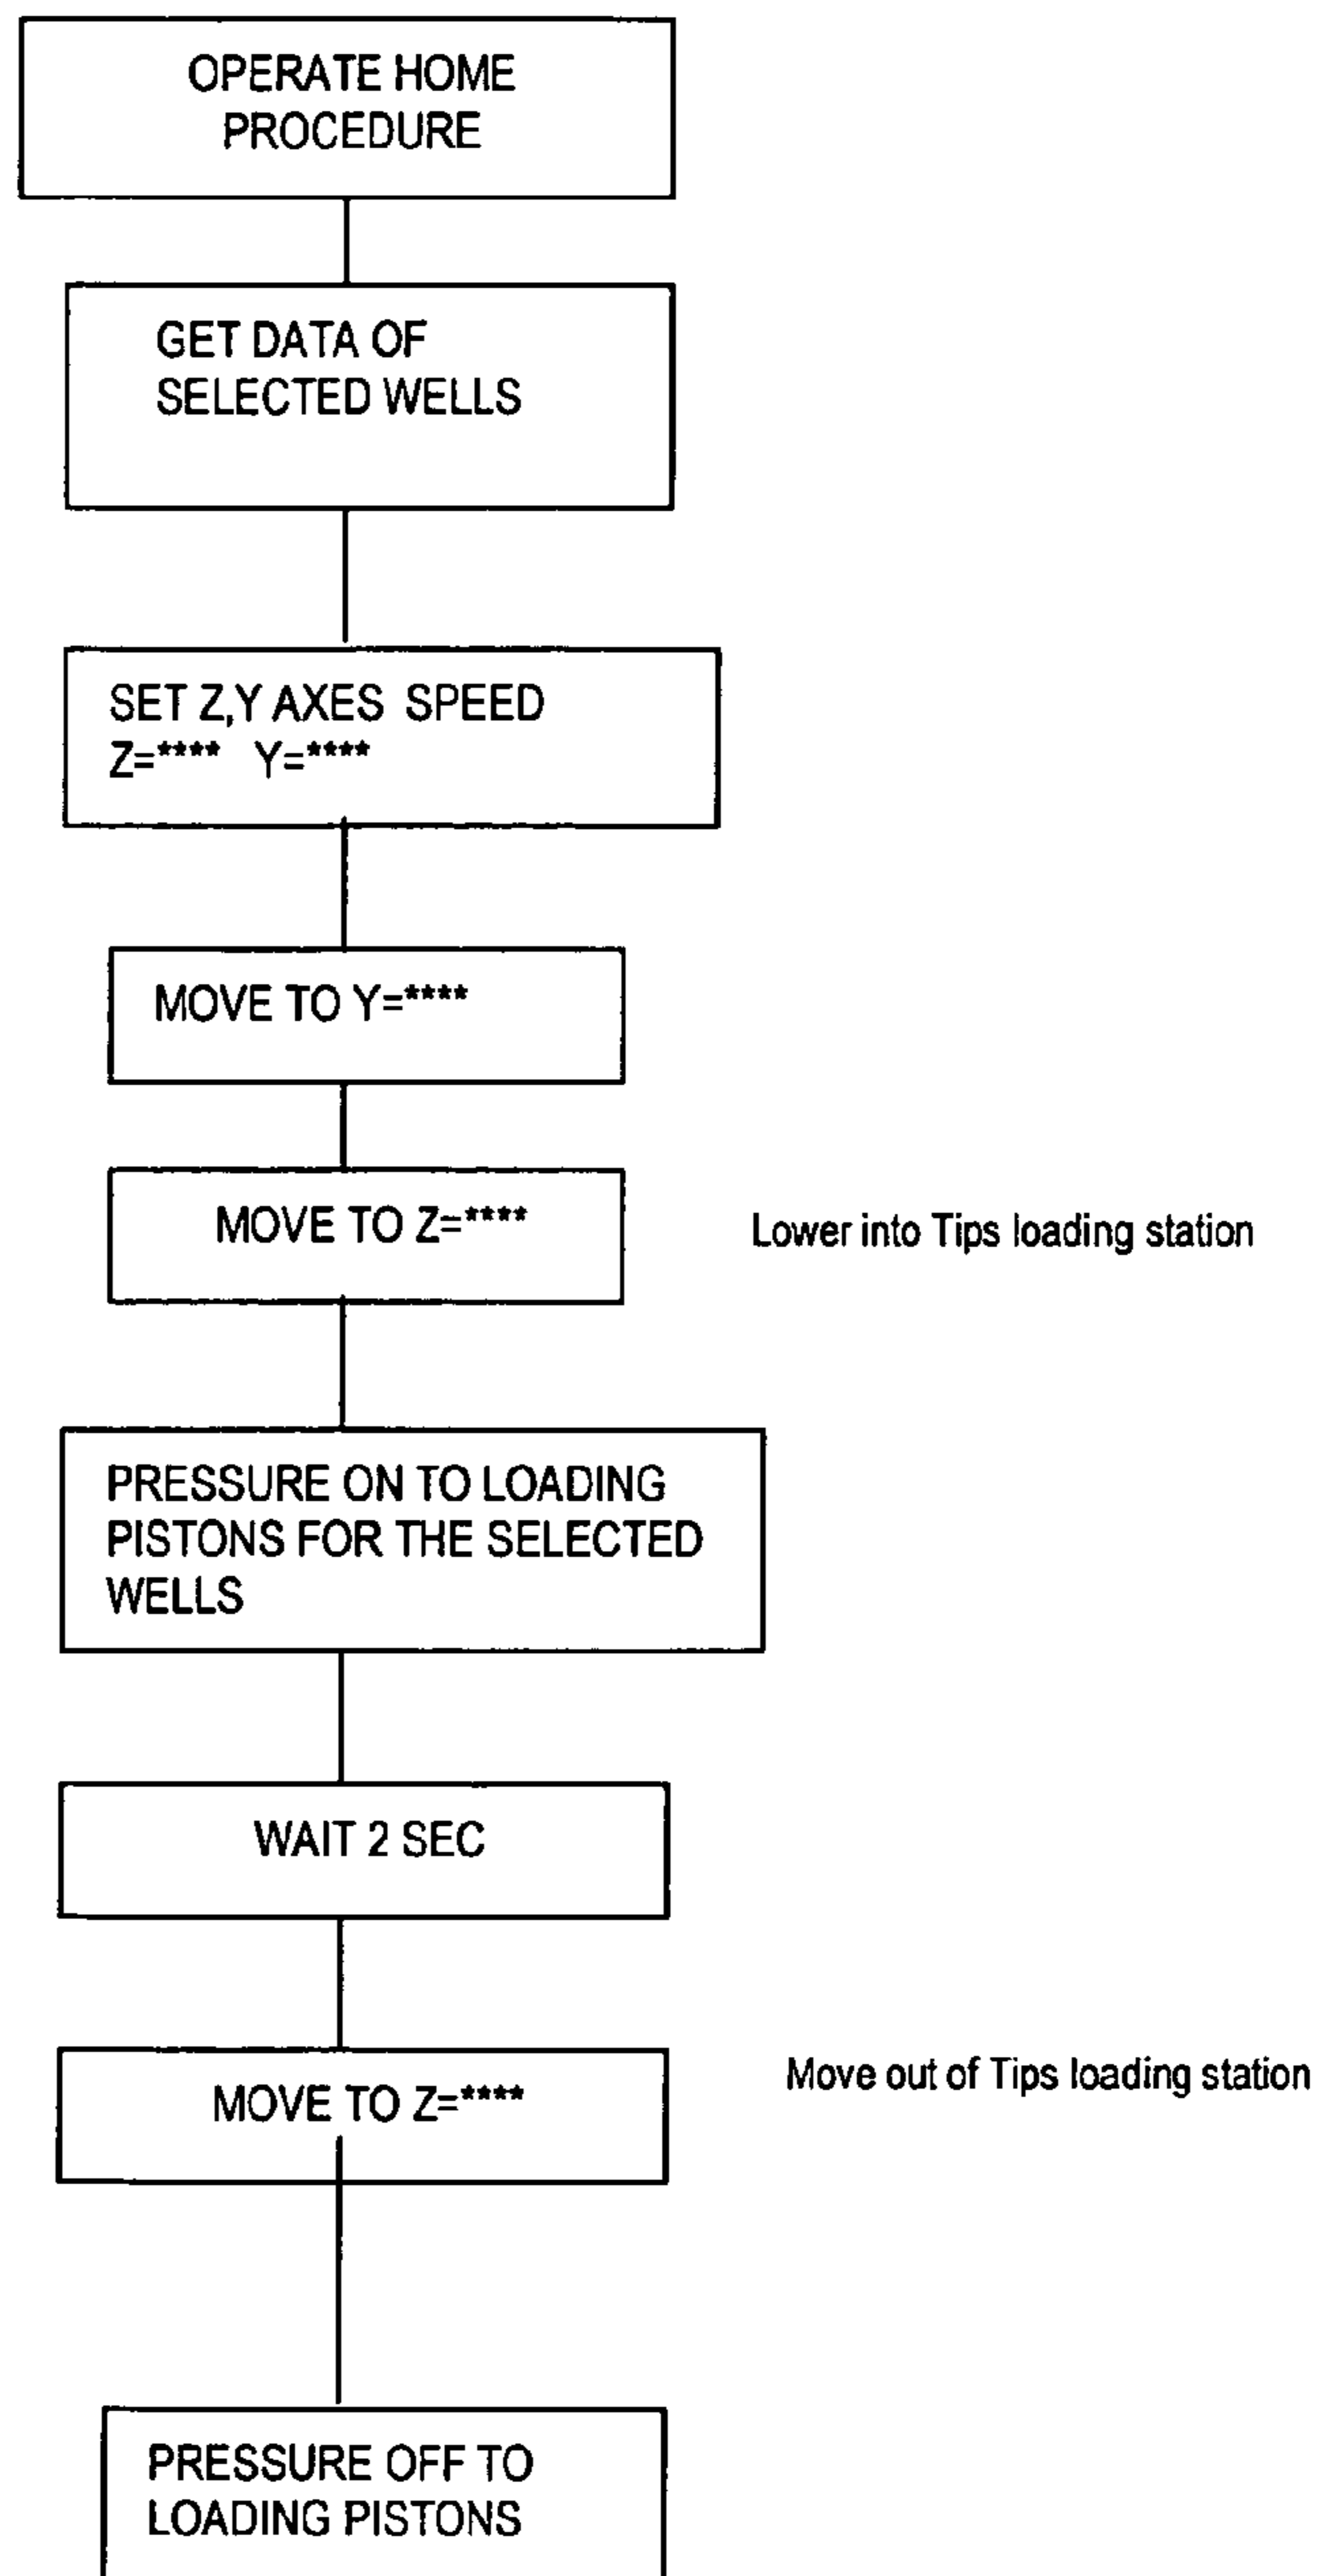 OPERATE HOME
PROCEDURE
GET DATA OF
SELECTED WELLS
SET Z,Y AXES SPEED
Z=**** Y=****
MOVE TO Y=****
MOVE TO Z=****
Lower into Tips loading station
PRESSURE ON TO LOADING
PISTONS FOR THE SELECTED
WELLS
WAIT 2 SEC
Move out of Tips loading station
MOVE TO Z=****
PRESSURE OFF TO
LOADING PISTONS